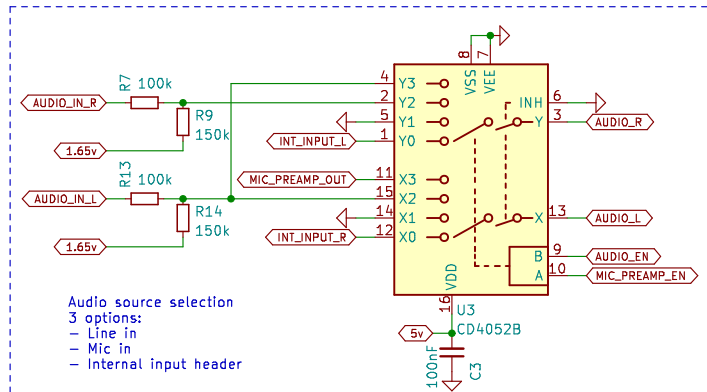 8
7
VSS
VEE
R7
100k
4
Y3
AUDIO_IN_R
2
Y2
INH
6
R9
150k
5
Y1
Y
3
AUDIO_R
1.65v
INT_INPUT_L
1
Y0
R13
100k
MIC_PREAMP_OUT
11
X3
AUDIO_IN_L
15
X2
R14
150k
14
X1
X
13
AUDIO_L
1.65v
INT_INPUT_R
12
X0
B
9
AUDIO_EN
A
10
MIC_PREAMP_EN
VDD
16
U3
CD4052B
5v
100nF
C3
Audio source selection
3 options:
– Line in
– Mic in
– Internal input header